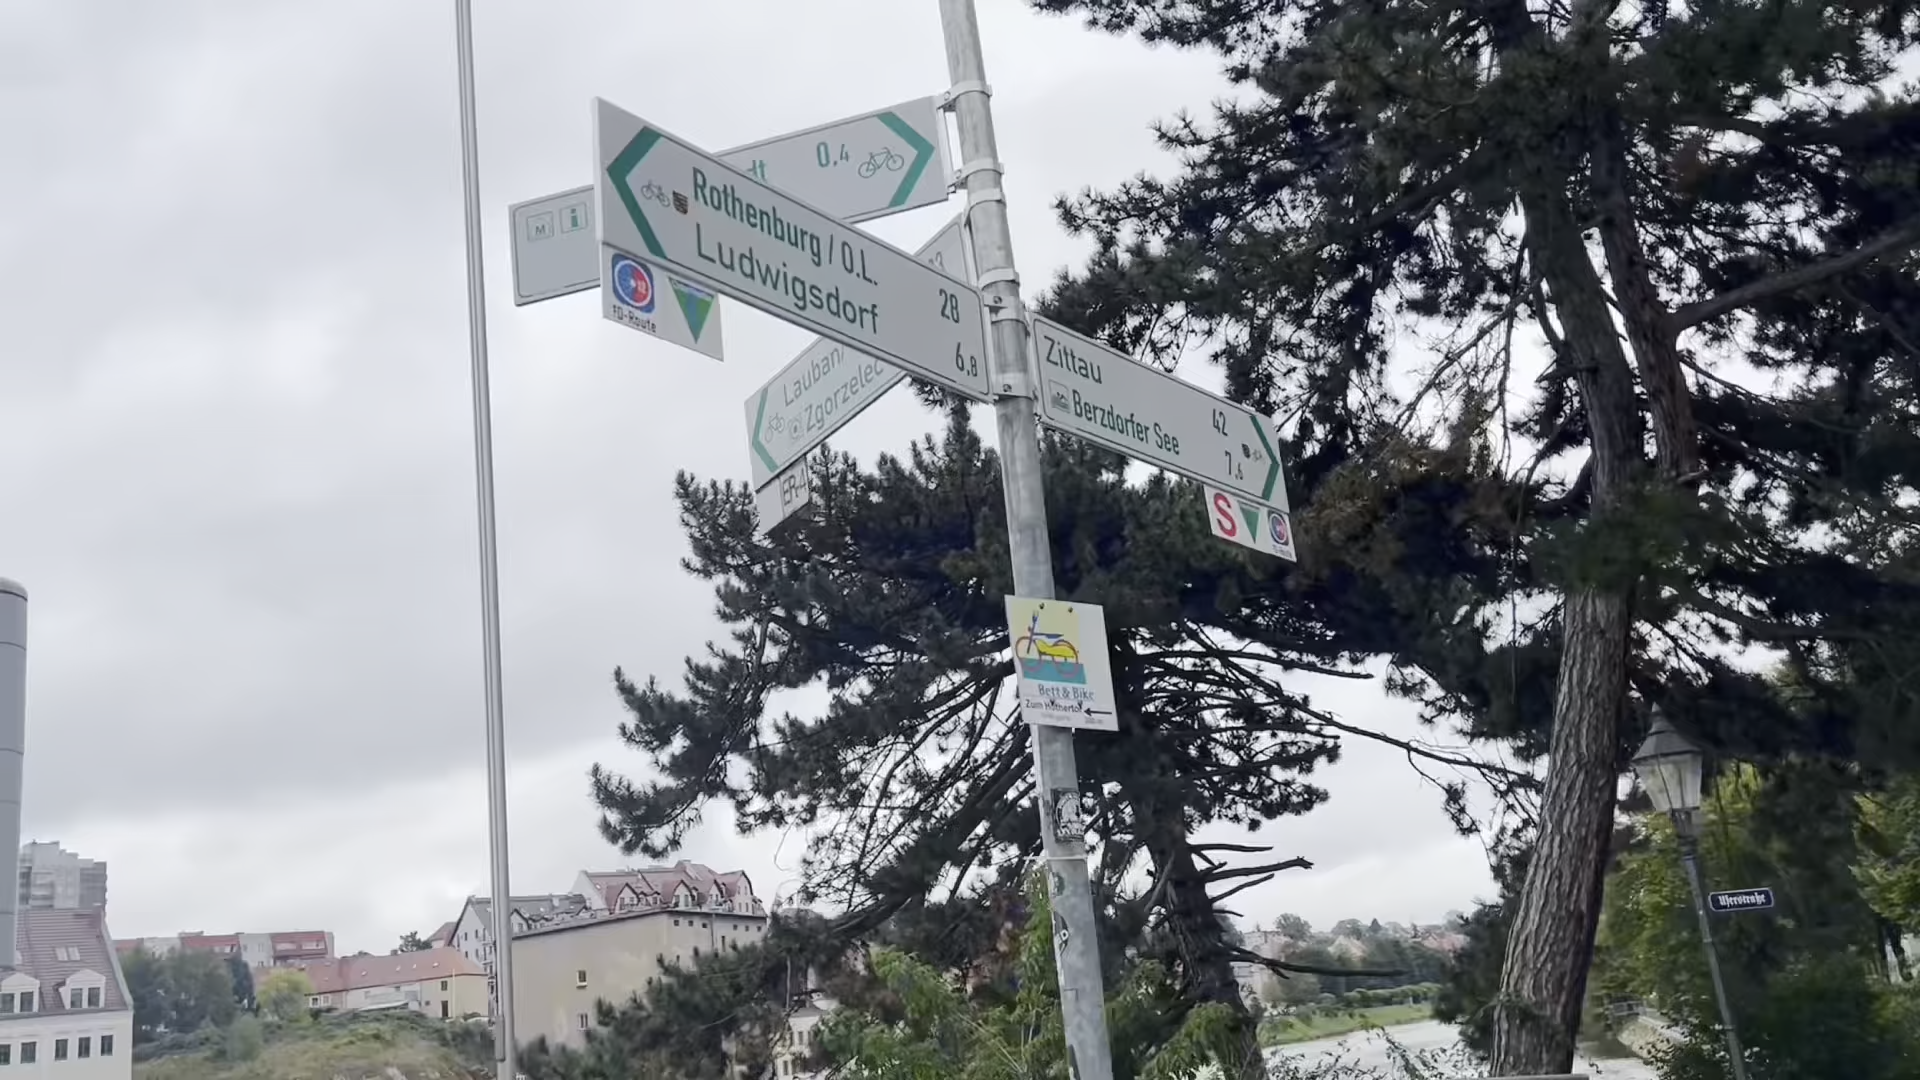 0,4
M i
Rothenburg / O.L. 28
Ludwigsdorf 6,8
D-Route
Lauban/
Zgorzelec
ER-4
Zittau 42
Berzdorfer See 7,6
S
Bett & Bike
Zum Hothertor
Uferstraße